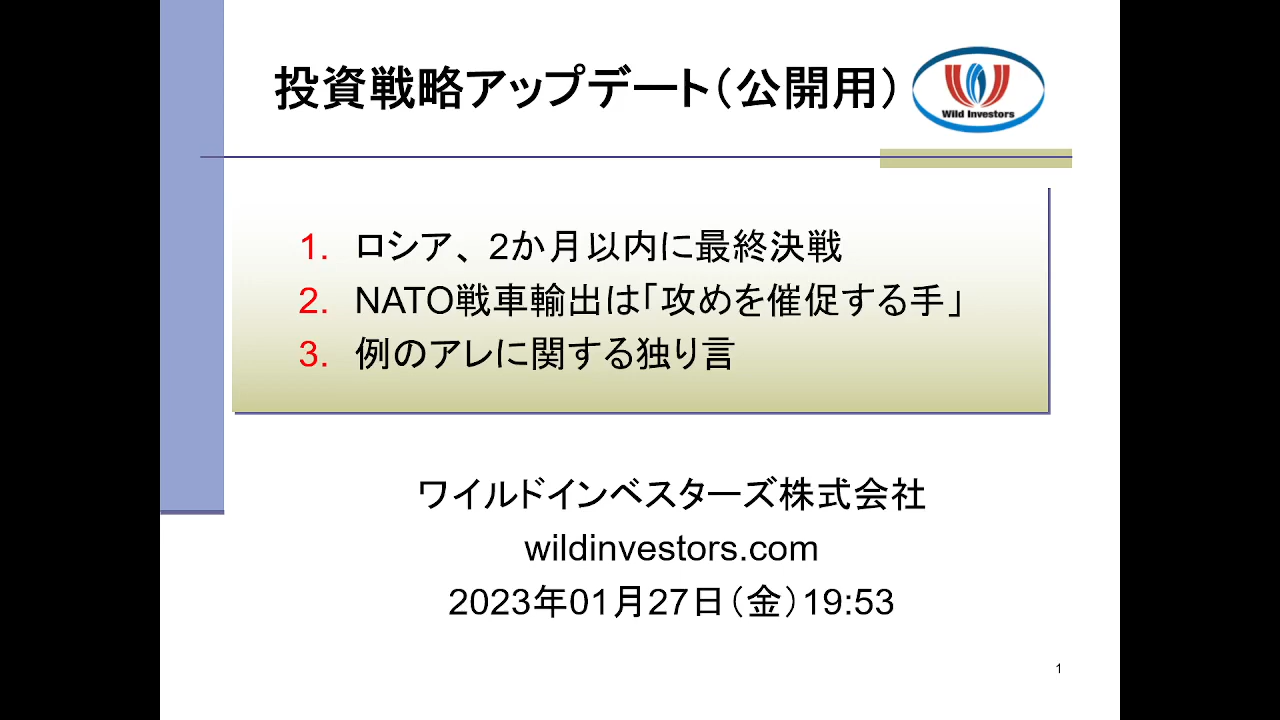 投資戦略アップデート（公開用）
Wild Investors
1. ロシア、2か月以内に最終決戦
2. NATO戦車輸出は「攻めを催促する手」
3. 例のアレに関する独り言
ワイルドインベスターズ株式会社
wildinvestors.com
2023年01月27日（金）19:53
1